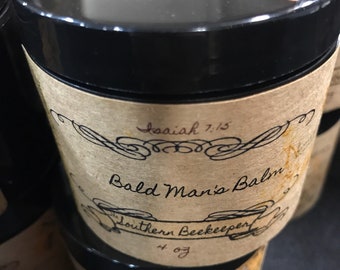 Isaiah 7:15
Bald Man's Balm
Southern Beekeeper
4 oz